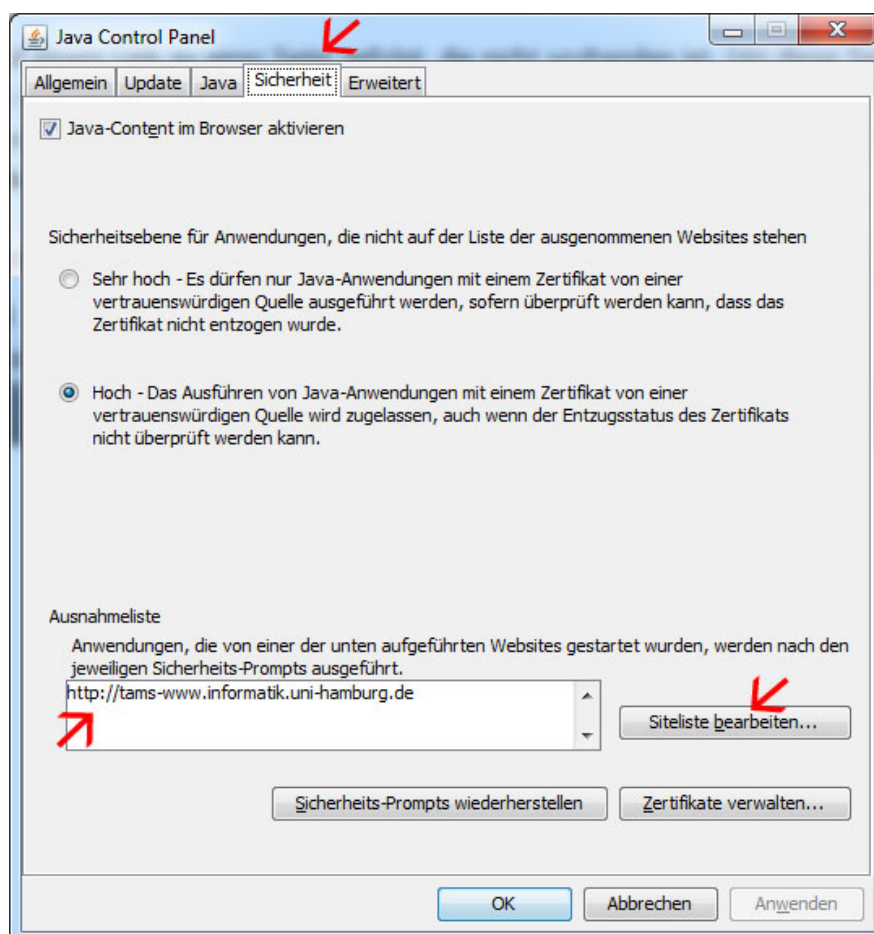 Java Control Panel
Allgemein Update Java Sicherheit Erweitert
Java-Content im Browser aktivieren
Sicherheitsebene für Anwendungen, die nicht auf der Liste der ausgenommenen Websites stehen
Sehr hoch - Es dürfen nur Java-Anwendungen mit einem Zertifikat von einer
vertrauenswürdigen Quelle ausgeführt werden, sofern überprüft werden kann, dass das
Zertifikat nicht entzogen wurde.
Hoch - Das Ausführen von Java-Anwendungen mit einem Zertifikat von einer
vertrauenswürdigen Quelle wird zugelassen, auch wenn der Entzugsstatus des Zertifikats
nicht überprüft werden kann.
Ausnahmeliste
Anwendungen, die von einer der unten aufgeführten Websites gestartet wurden, werden nach den
jeweiligen Sicherheits-Prompts ausgeführt.
http://tams-www.informatik.uni-hamburg.de
Siteliste bearbeiten...
Sicherheits-Prompts wiederherstellen Zertifikate verwalten...
OK Abbrechen Anwenden